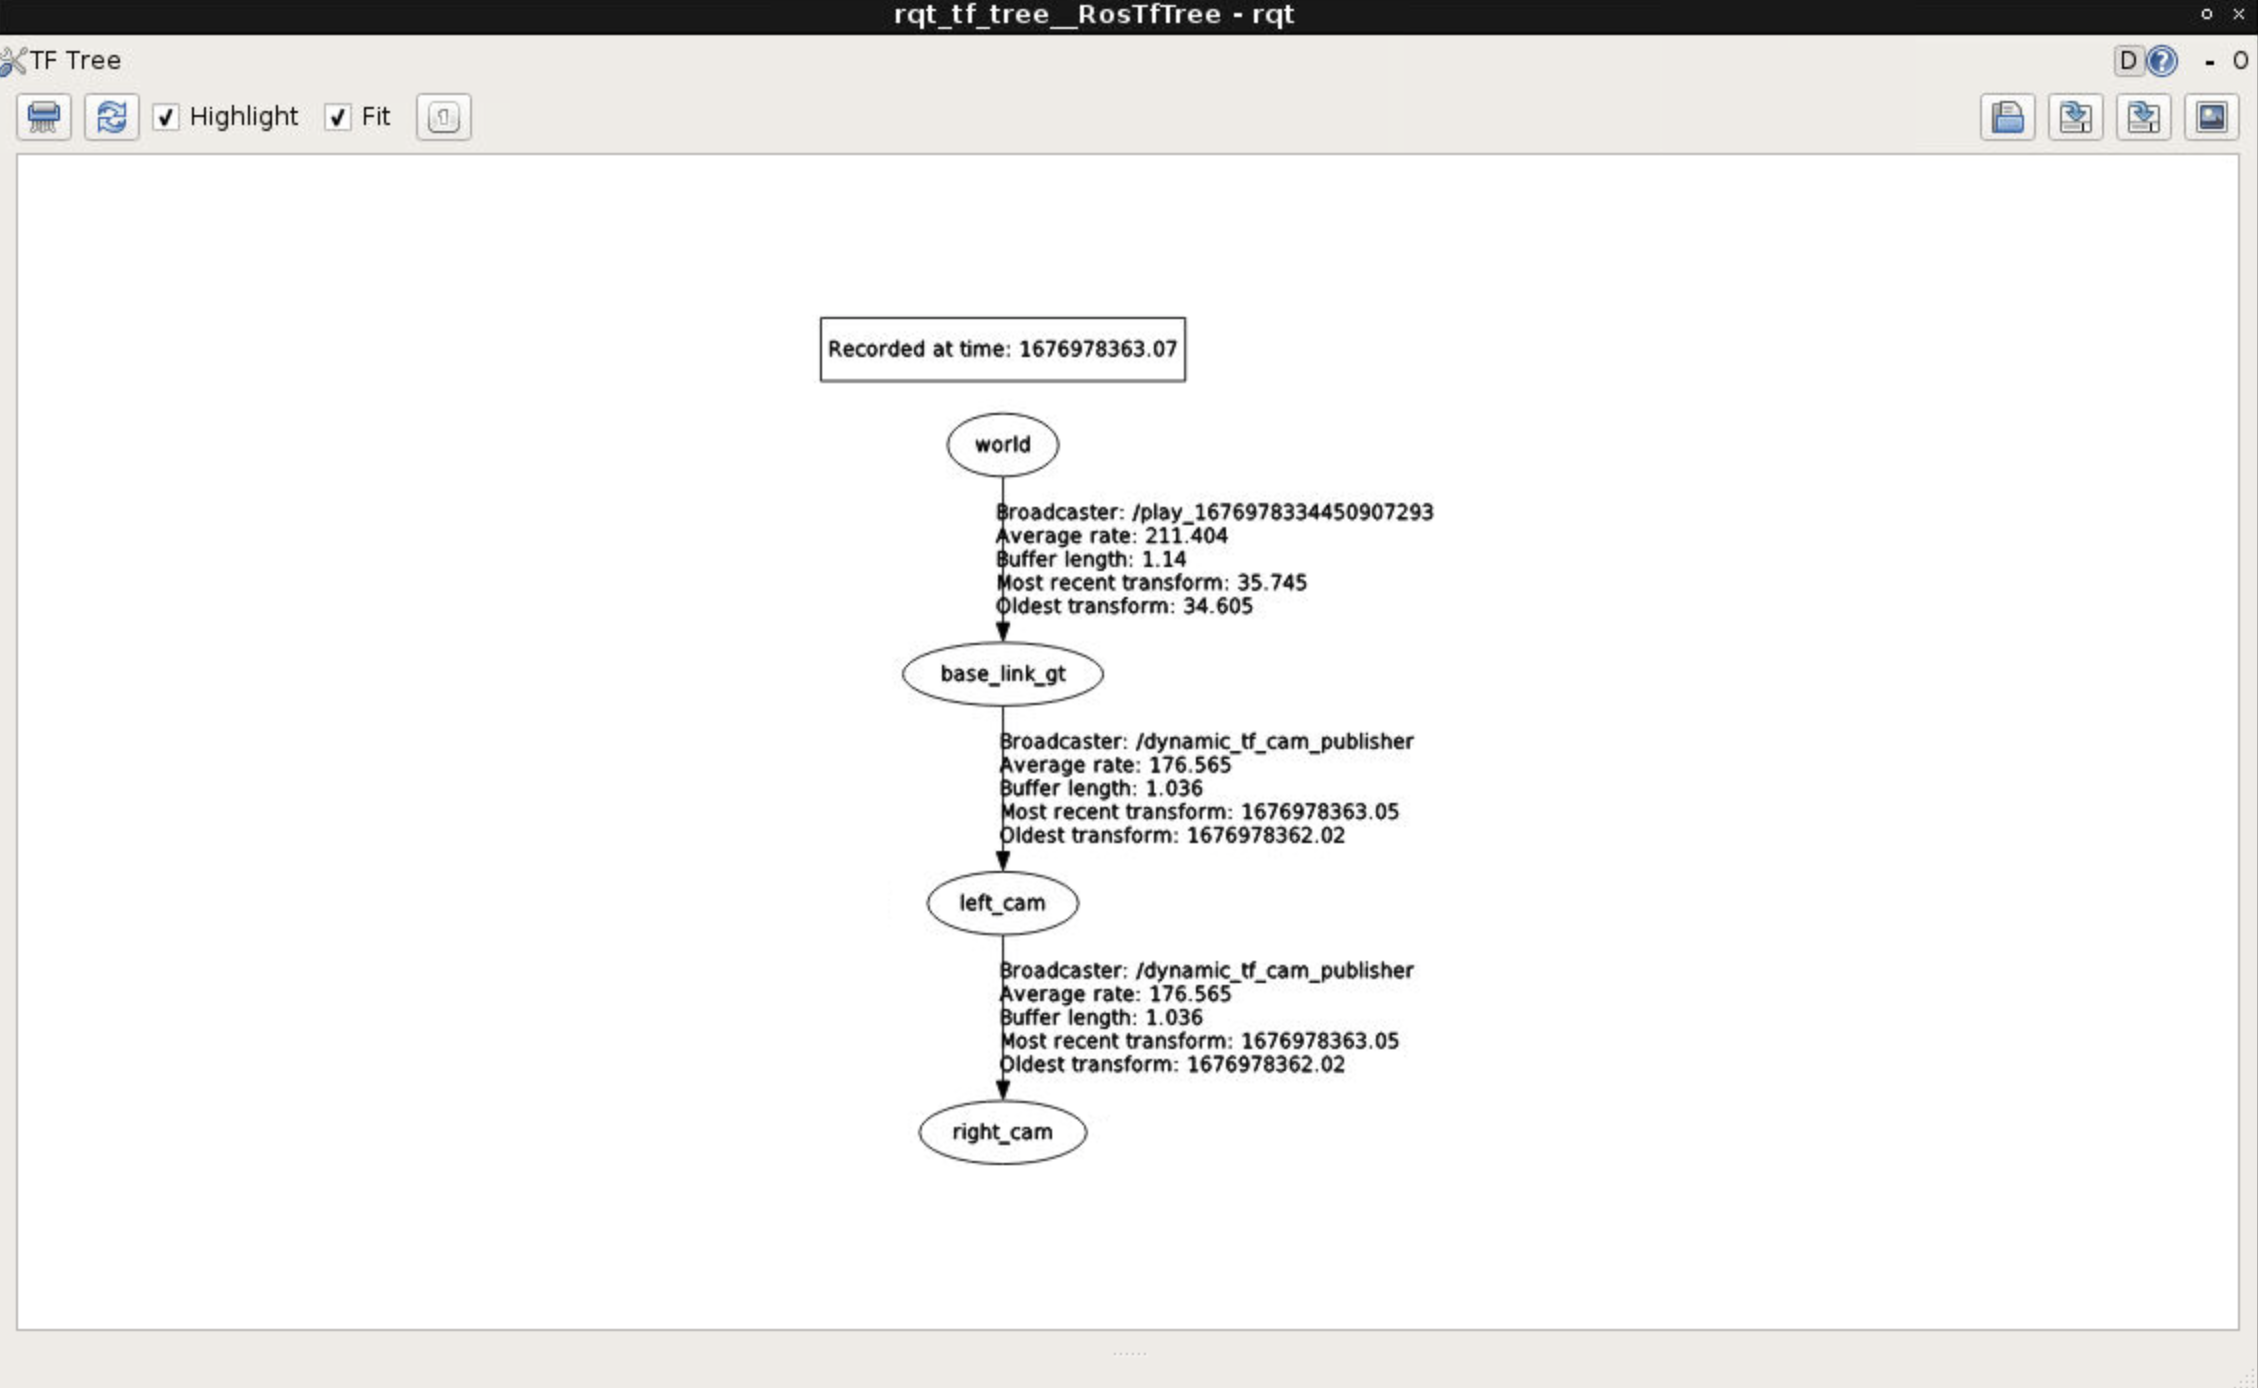 rqt_tf_tree__RosTfTree - rqt
TF Tree
D
?
- O
Highlight
Fit
1
Recorded at time: 1676978363.07
world
Broadcaster: /play_1676978334450907293
Average rate: 211.404
Buffer length: 1.14
Most recent transform: 35.745
Oldest transform: 34.605
base_link_gt
Broadcaster: /dynamic_tf_cam_publisher
Average rate: 176.565
Buffer length: 1.036
Most recent transform: 1676978363.05
Oldest transform: 1676978362.02
left_cam
Broadcaster: /dynamic_tf_cam_publisher
Average rate: 176.565
Buffer length: 1.036
Most recent transform: 1676978363.05
Oldest transform: 1676978362.02
right_cam